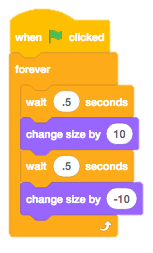 when clicked
forever
wait .5 seconds
change size by 10
wait .5 seconds
change size by -10